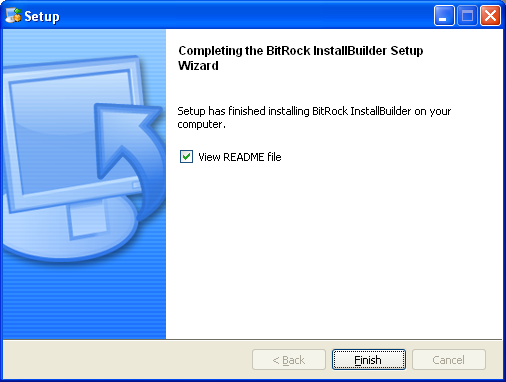 Setup
Completing the BitRock InstallBuilder Setup
Wizard
Setup has finished installing BitRock InstallBuilder on your
computer.
View README file
< Back
Finish
Cancel